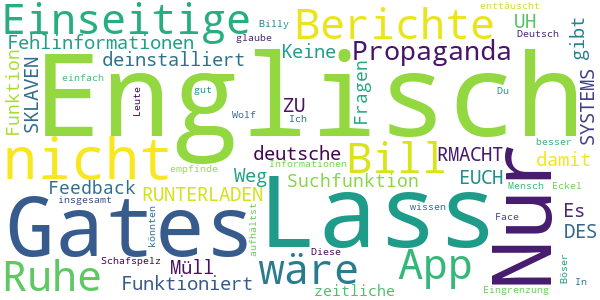 Einseitige
Berichte
enttäuscht
Billy
Deutsch
UH
gibt
glaube
Fehlinformationen
Keine
Propaganda
deinstalliert
Funktion
SKLAVEN
Englisch
Fragen
ZU
Leute
gut
Wolf
Ich
Du
SYSTEMS
einfach
besser
nicht
deutsche
Bill
RMACHT
damit
Informationen
empfinde
Weg
Suchfunktion
EUCH
Mensch
Eckel
Feedback
RUNTERLADEN
Nur
insgesamt
Gates
könnten
Lass
wissen
Face
Es
DES
aufhältst
Diese
Schafspelz
Müll
wäre
App
Böser
In
Ruhe
Funktioniert
zeitliche
Eingrenzung